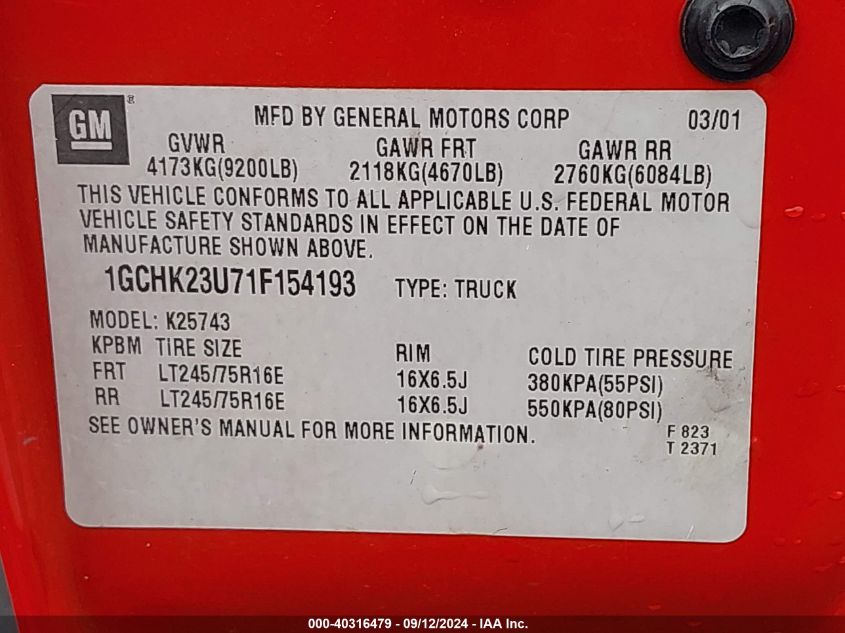 GM ®
MFD BY GENERAL MOTORS CORP 03/01
GVWR GAWR FRT GAWR RR
4173KG(9200LB) 2118KG(4670LB) 2760KG(6084LB)
THIS VEHICLE CONFORMS TO ALL APPLICABLE U.S. FEDERAL MOTOR
VEHICLE SAFETY STANDARDS IN EFFECT ON THE DATE OF
MANUFACTURE SHOWN ABOVE.
1GCHK23U71F154193 TYPE: TRUCK
MODEL: K25743
KPBM TIRE SIZE RIM COLD TIRE PRESSURE
FRT LT245/75R16E 16X6.5J 380KPA(55PSI)
RR LT245/75R16E 16X6.5J 550KPA(80PSI)
SEE OWNER'S MANUAL FOR MORE INFORMATION.
F 823
T 2371
000-40316479 - 09/12/2024 - IAA Inc.